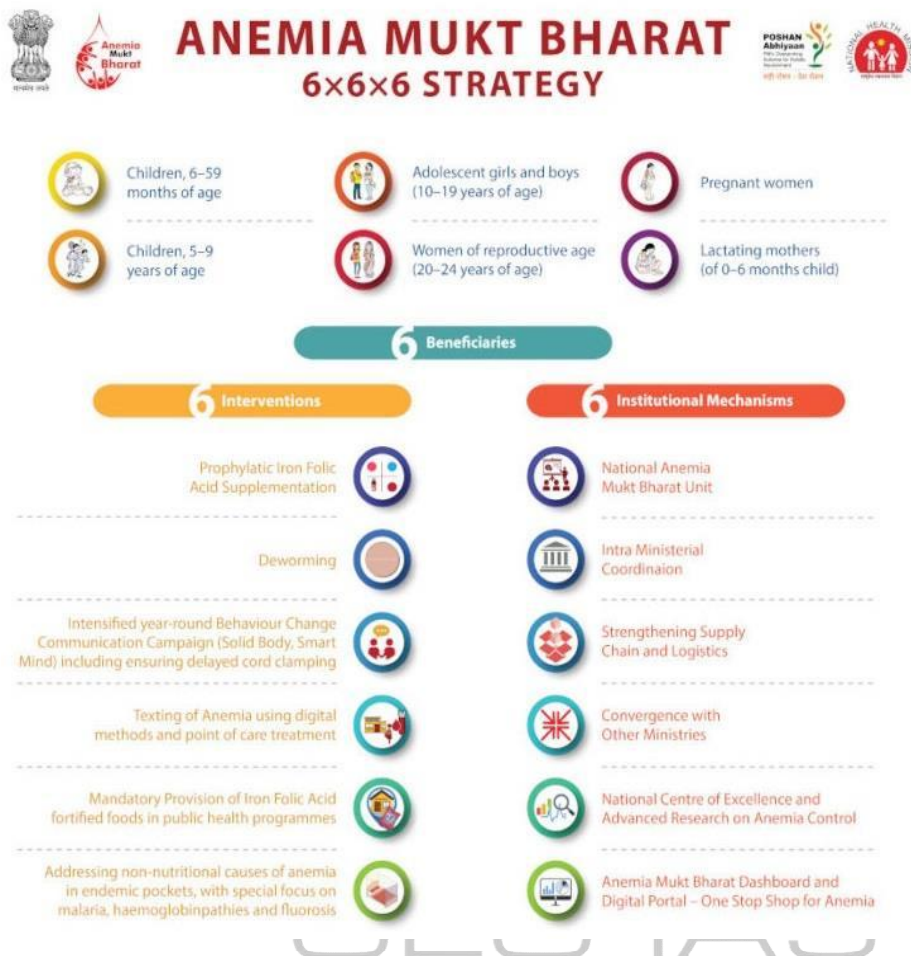 Anemia
Mukt
Bharat
ANEMIA MUKT BHARAT
6×6×6 STRATEGY
POSHAN
Abhiyaan
NATIONAL HEALTH
Children, 6–59
months of age
Adolescent girls and boys
(10–19 years of age)
Pregnant women
Children, 5–9
years of age
Women of reproductive age
(20–24 years of age)
Lactating mothers
(of 0–6 months child)
6 Beneficiaries
6 Interventions
Prophylatic Iron Folic
Acid Supplementation
Deworming
Intensified year-round Behaviour Change
Communication Campaign (Solid Body, Smart
Mind) including ensuring delayed cord clamping
Texting of Anemia using digital
methods and point of care treatment
Mandatory Provision of Iron Folic Acid
fortified foods in public health programmes
Addressing non-nutritional causes of anemia
in endemic pockets, with special focus on
malaria, haemoglobinpathies and fluorosis
6 Institutional Mechanisms
National Anemia
Mukt Bharat Unit
Intra Ministerial
Coordinaion
Strengthening Supply
Chain and Logistics
Convergence with
Other Ministries
National Centre of Excellence and
Advanced Research on Anemia Control
Anemia Mukt Bharat Dashboard and
Digital Portal – One Stop Shop for Anemia